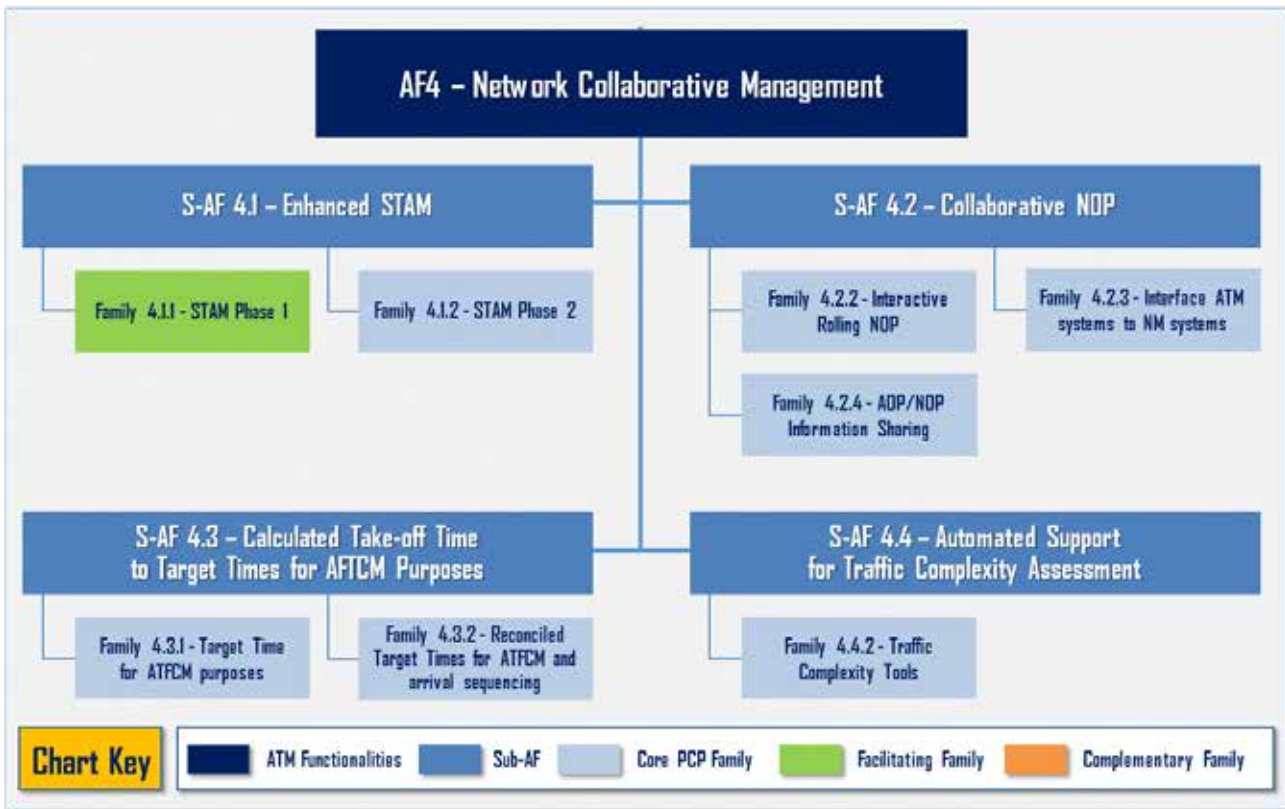 AF4 – Network Collaborative Management
S-AF 4.1 – Enhanced STAM
S-AF 4.2 – Collaborative NOP
Family 4.1.1 - STAM Phase 1
Family 4.1.2 - STAM Phase 2
Family 4.2.2 - Interactive
Rolling NOP
Family 4.2.3 - Interface ATM
systems to NM systems
Family 4.2.4 - AOP/NOP
Information Sharing
S-AF 4.3 – Calculated Take-off Time
to Target Times for AFTCM Purposes
S-AF 4.4 – Automated Support
for Traffic Complexity Assessment
Family 4.3.1 - Target Time
for ATFCM purposes
Family 4.3.2 - Reconciled
Target Times for ATFCM and
arrival sequencing
Family 4.4.2 - Traffic
Complexity Tools
Chart Key
ATM Functionalities
Sub-AF
Core PCP Family
Facilitating Family
Complementary Family